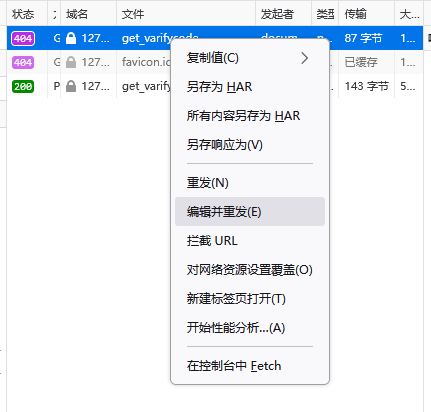 状态 域名 文件 发起者 类型 传输 大…
404 G 127… get_varifycode docum… 87 字节 1…
404 G 127… favicon.ic 已缓存 1…
200 P 127… get_varify 143 字节 5…
复制值(C)
另存为 HAR
所有内容另存为 HAR
另存响应为(V)
重发(N)
编辑并重发(E)
拦截 URL
对网络资源设置覆盖(O)
新建标签页打开(T)
开始性能分析...(A)
在控制台中 Fetch